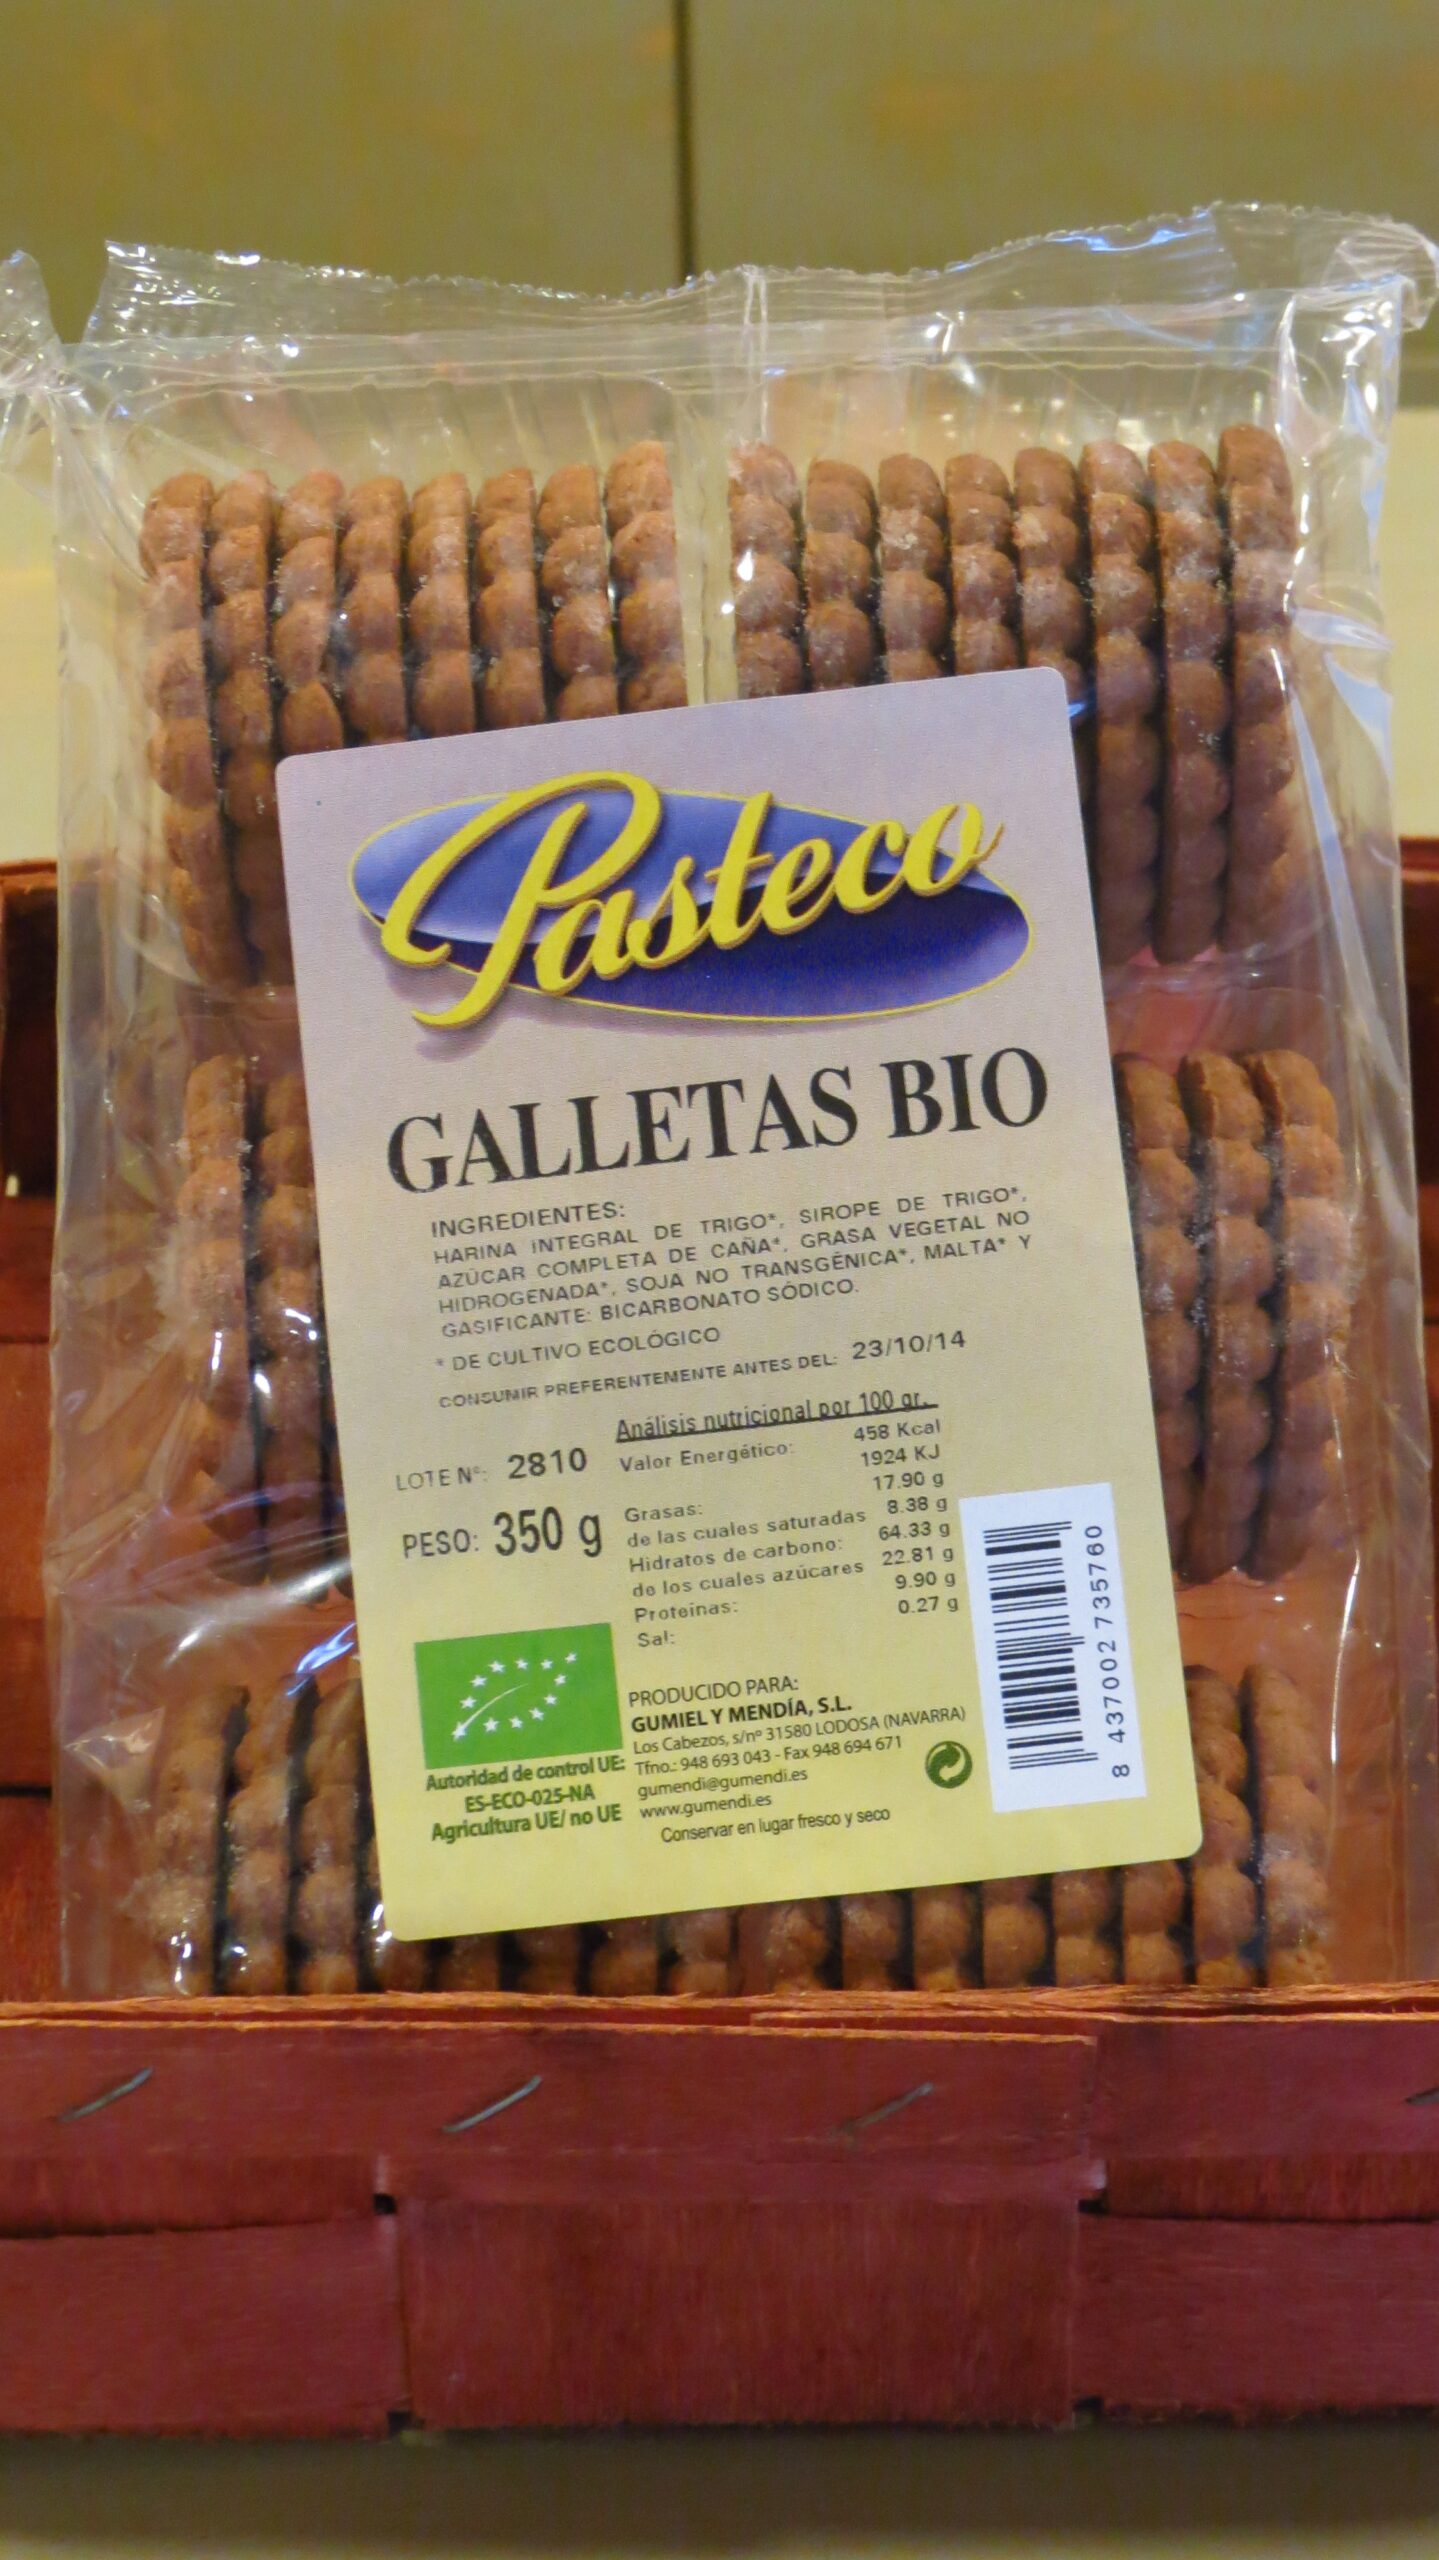 Pasteco
GALLETAS BIO
INGREDIENTES:
HARINA INTEGRAL DE TRIGO*, SIROPE DE TRIGO*,
AZÚCAR COMPLETA DE CAÑA*, GRASA VEGETAL NO
HIDROGENADA*, SOJA NO TRANSGÉNICA*, MALTA* Y
GASIFICANTE: BICARBONATO SÓDICO.
* DE CULTIVO ECOLÓGICO
CONSUMIR PREFERENTEMENTE ANTES DEL: 23/10/14
LOTE Nº: 2810
PESO: 350 g
Análisis nutricional por 100 gr.
Valor Energético: 458 Kcal
1924 KJ
Grasas: 17.90 g
de las cuales saturadas 8.38 g
Hidratos de carbono: 64.33 g
de los cuales azúcares 22.81 g
Proteínas: 9.90 g
Sal: 0.27 g
Autoridad de control UE:
ES-ECO-025-NA
Agricultura UE/ no UE
PRODUCIDO PARA:
GUMIEL Y MENDÍA, S.L.
Los Cabezos, s/nº 31580 LODOSA (NAVARRA)
Tfno.: 948 693 043 - Fax 948 694 671
gumendi@gumendi.es
www.gumendi.es
Conservar en lugar fresco y seco
8 437002 735760